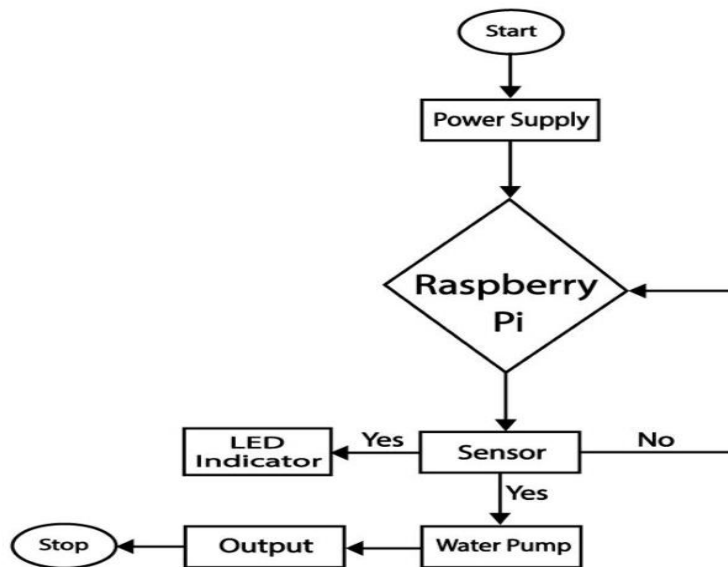 Start
Power Supply
Raspberry
Pi
LED
Indicator
Yes
Sensor
No
Yes
Stop
Output
Water Pump